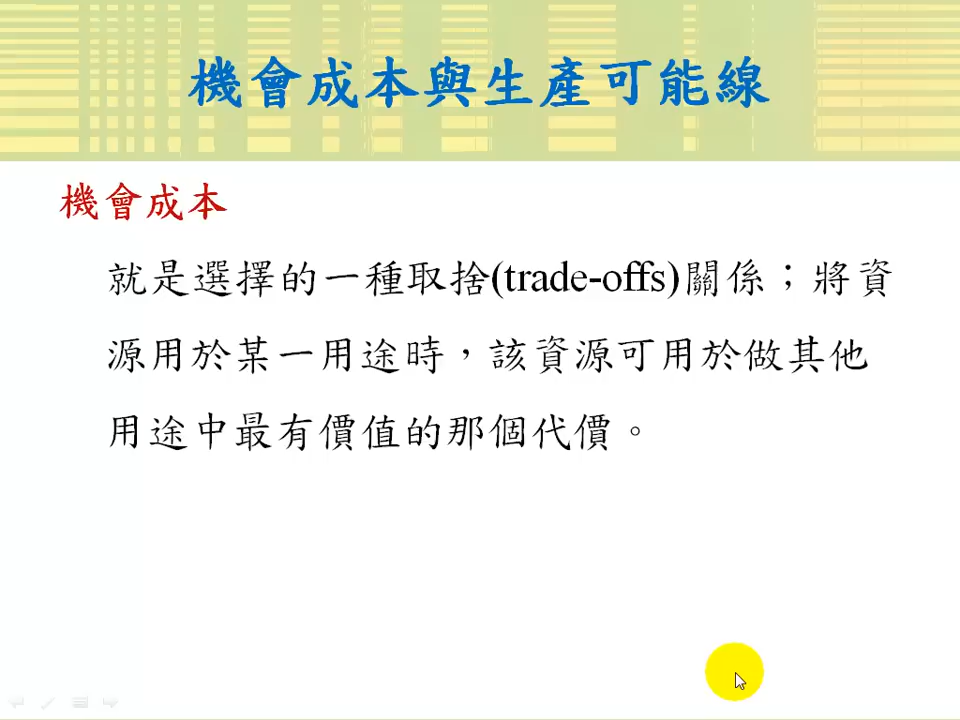 機會成本與生產可能線
機會成本
就是選擇的一種取捨(trade-offs)關係；將資
源用於某一用途時，該資源可用於做其他
用途中最有價值的那個代價。